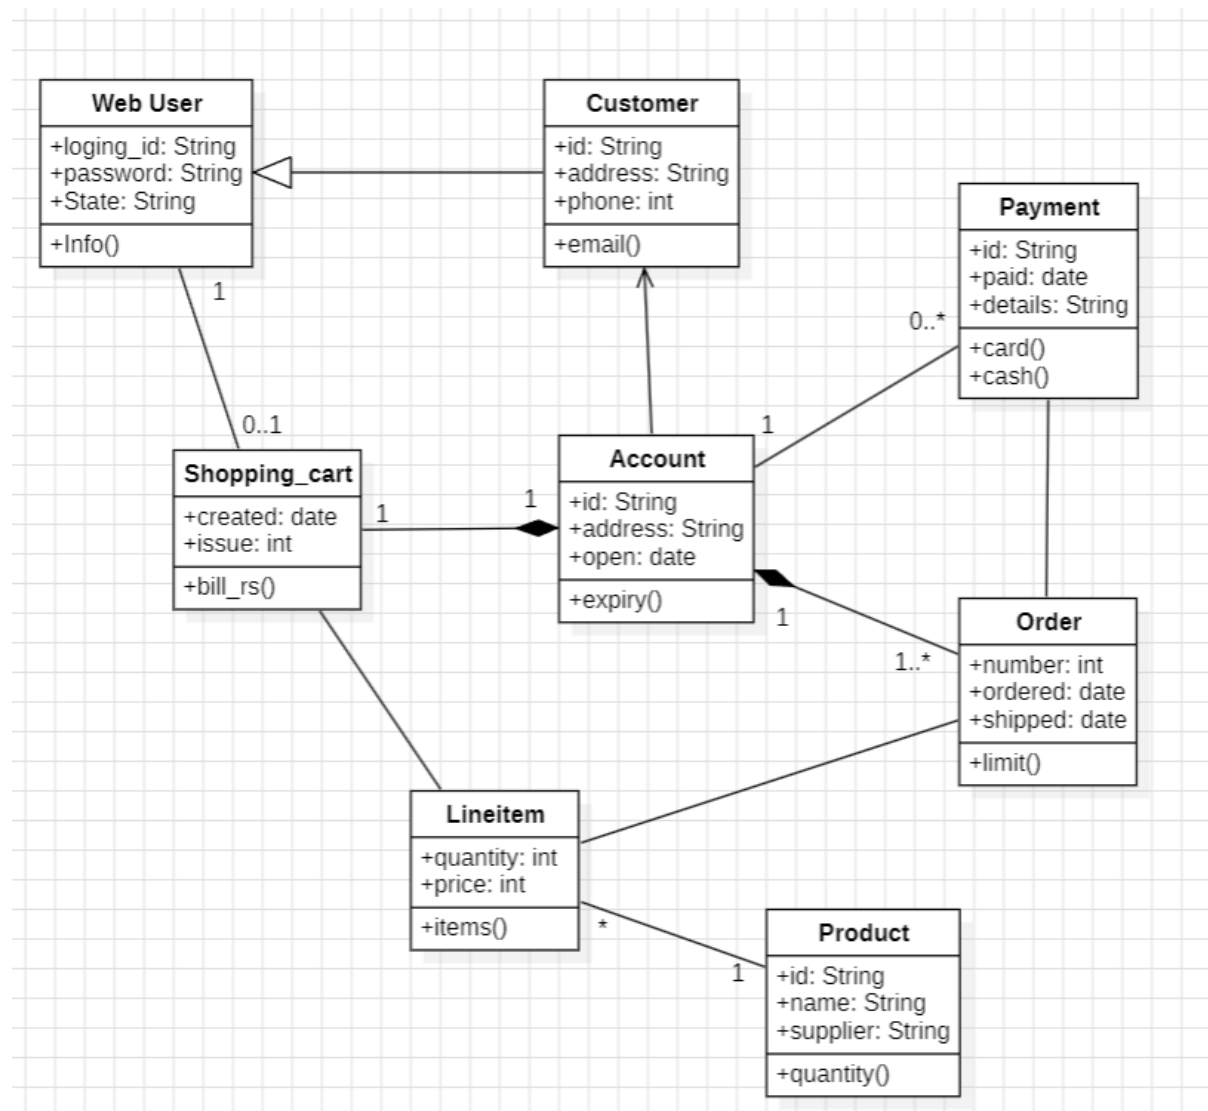 Web User
+loging_id: String
+password: String
+State: String
+Info()
Customer
+id: String
+address: String
+phone: int
+email()
Payment
+id: String
+paid: date
+details: String
+card()
+cash()
1
0..1
0..*
1
Shopping_cart
+created: date
+issue: int
+bill_rs()
1
1
Account
+id: String
+address: String
+open: date
+expiry()
1
1..*
Order
+number: int
+ordered: date
+shipped: date
+limit()
Lineitem
+quantity: int
+price: int
+items()
*
1
Product
+id: String
+name: String
+supplier: String
+quantity()